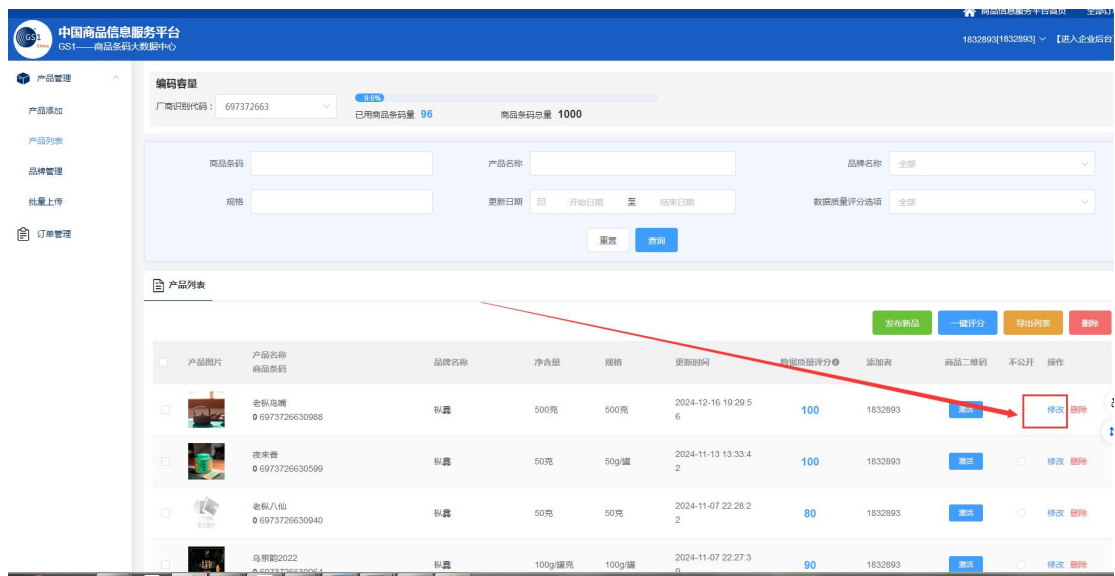 商品信息服务平台首页
中国商品信息服务平台
GS1——商品条码大数据中心
1832893[1832893] 【进入企业后台
产品管理
产品添加
产品列表
品牌管理
批量上传
订单管理
编码容量
厂商识别代码： 697372663
9.6%
已用商品条码量 96 商品条码总量 1000
商品条码 产品名称 品牌名称 全部
规格 更新日期 开始日期 至 结束日期 数据质量评分选项 全部
重置 查询
产品列表
发布新品 一键评分 导出列表 删除
产品图片 产品名称 商品条码 品牌名称 净含量 规格 更新时间 数据质量评分 添加者 商品二维码 不公开 操作
老枞鸟嘴 枞馫 500克 500克 2024-12-16 19:29:5
0 6973726630988 6 100 1832893 激活 修改 删除
夜来香 枞馫 50克 50g/罐 2024-11-13 13:33:4
0 6973726630599 2 100 1832893 激活 修改 删除
老枞八仙 枞馫 50克 50克 2024-11-07 22:28:2
0 6973726630940 2 80 1832893 激活 修改 删除
乌岽韵2022 枞馫 100g/罐克 100g/罐 2024-11-07 22:27:3
90 1832893 激活 修改 删除